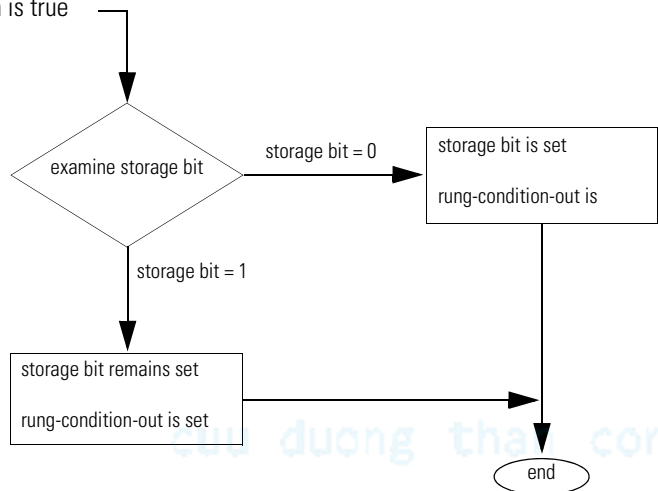 is true
examine storage bit
storage bit = 0
storage bit is set
rung-condition-out is
storage bit = 1
storage bit remains set
rung-condition-out is set
cuu duong than
end